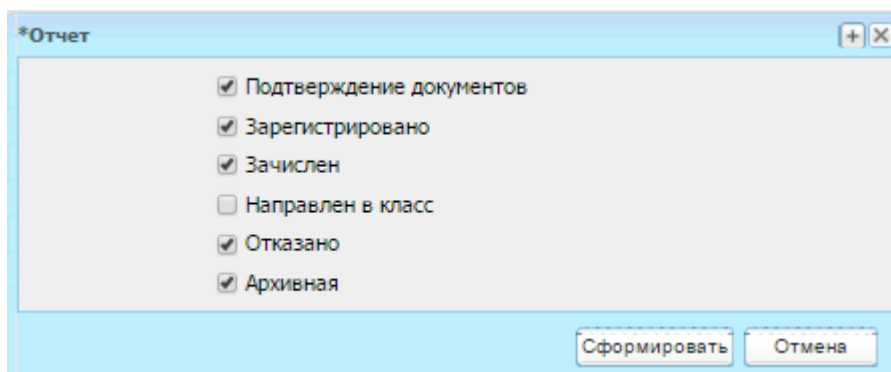 *Отчет
Подтверждение документов
Зарегистрировано
Зачислен
Направлен в класс
Отказано
Архивная
Сформировать Отмена